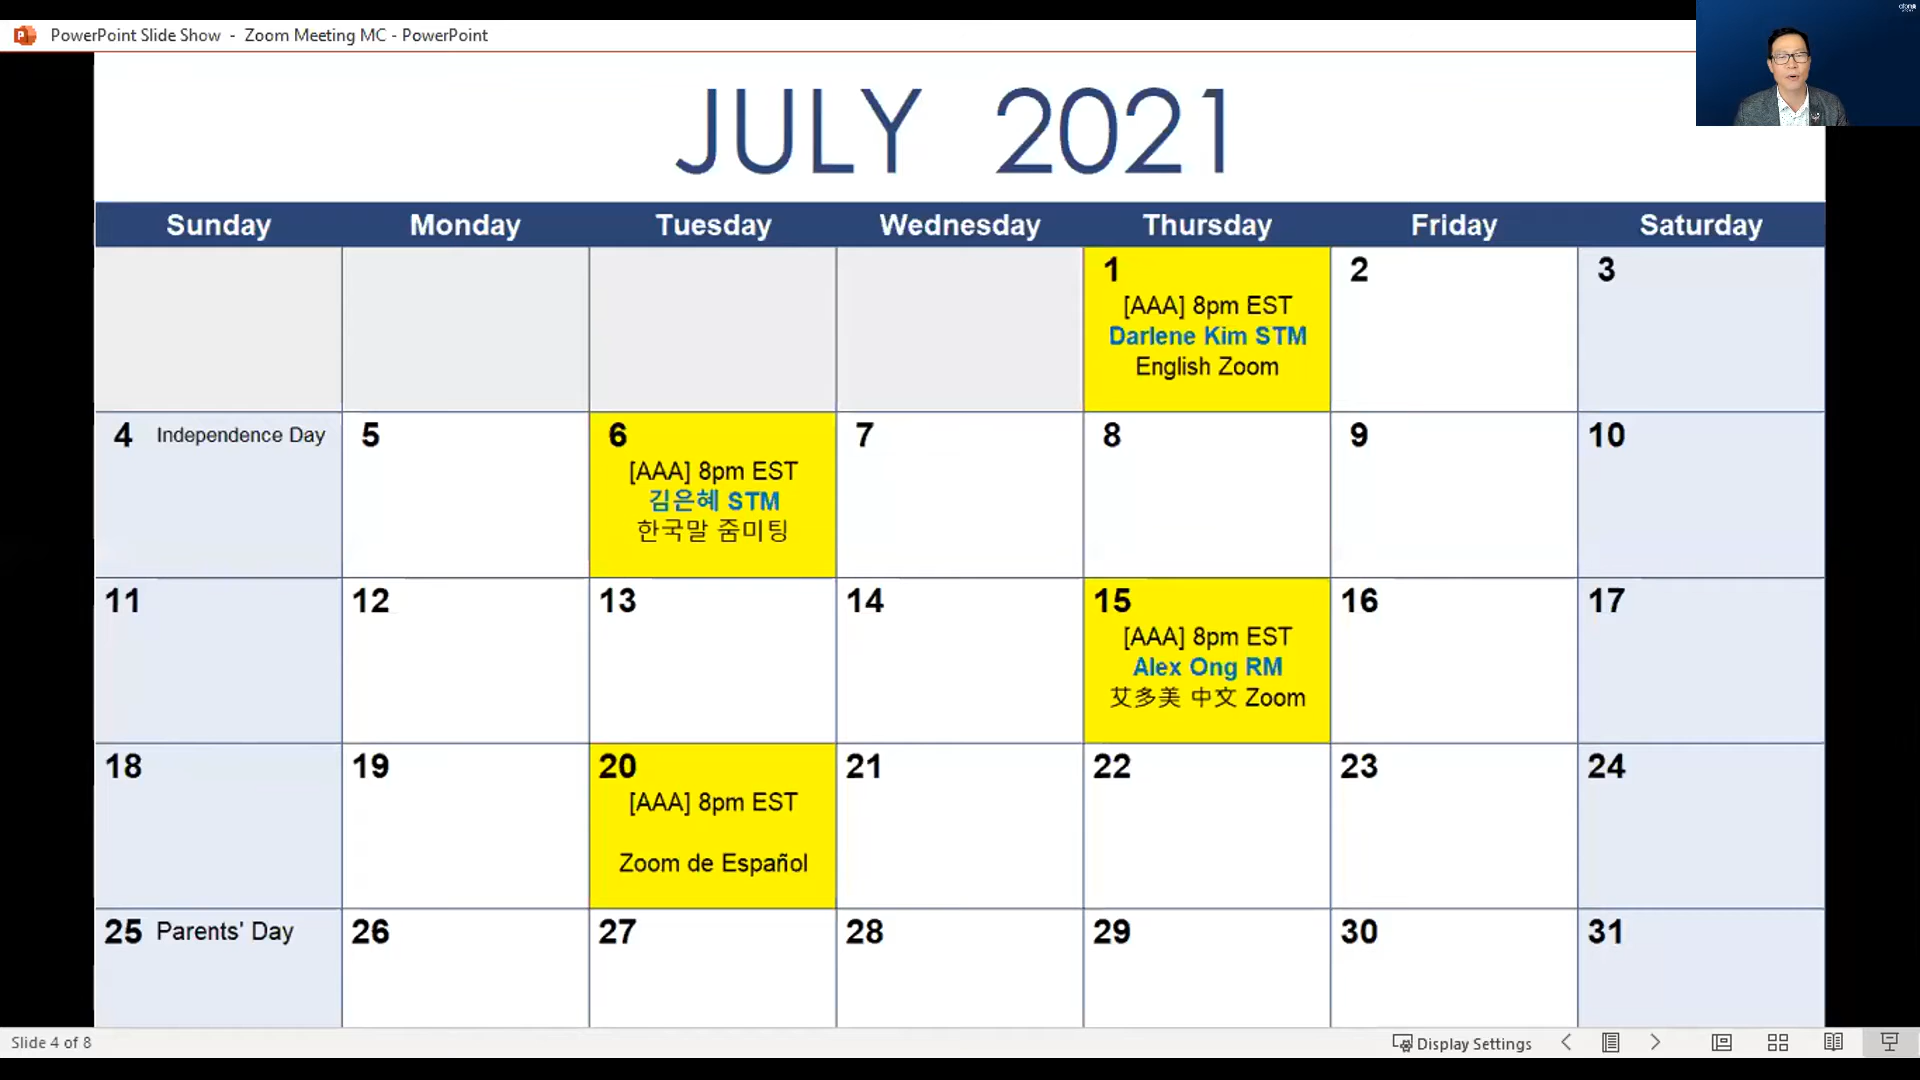 PowerPoint Slide Show - Zoom Meeting MC - PowerPoint
JULY 2021
Sunday Monday Tuesday Wednesday Thursday Friday Saturday
1
[AAA] 8pm EST
Darlene Kim STM
English Zoom
2
3
4 Independence Day
5
6
[AAA] 8pm EST
김은혜 STM
한국말 줌미팅
7
8
9
10
11
12
13
14
15
[AAA] 8pm EST
Alex Ong RM
艾多美 中文 Zoom
16
17
18
19
20
[AAA] 8pm EST
Zoom de Español
21
22
23
24
25 Parents' Day
26
27
28
29
30
31
Slide 4 of 8
Display Settings